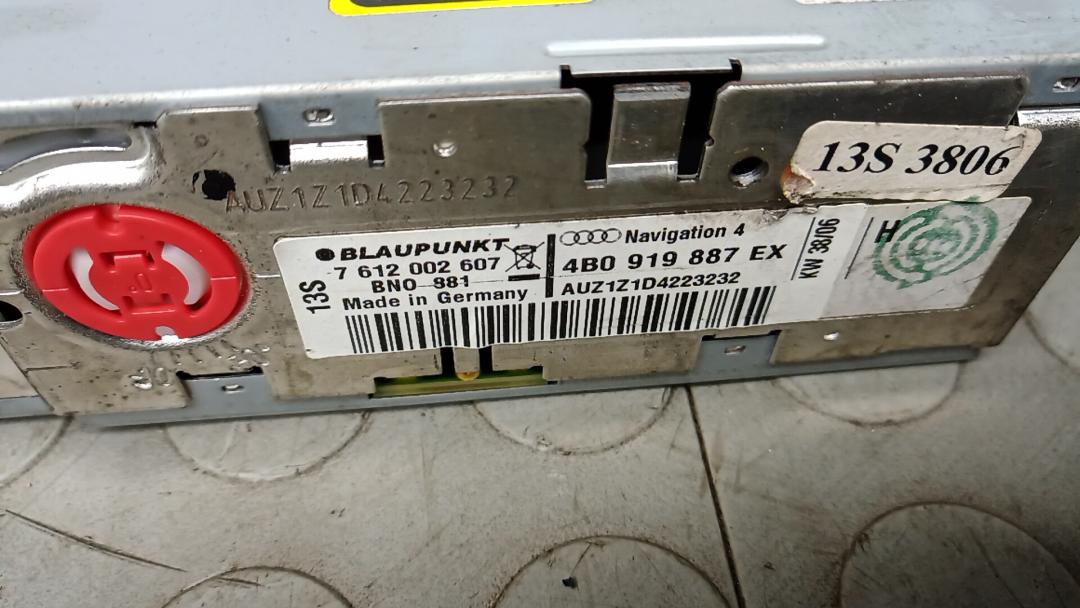 13S 3806
AUZ1Z1D4223232
BLAUPUNKT
7 612 002 607
BNO 881
Made in Germany
13S
Navigation 4
4B0 919 887 EX
AUZ1Z1D4223232
KW 38/06
H